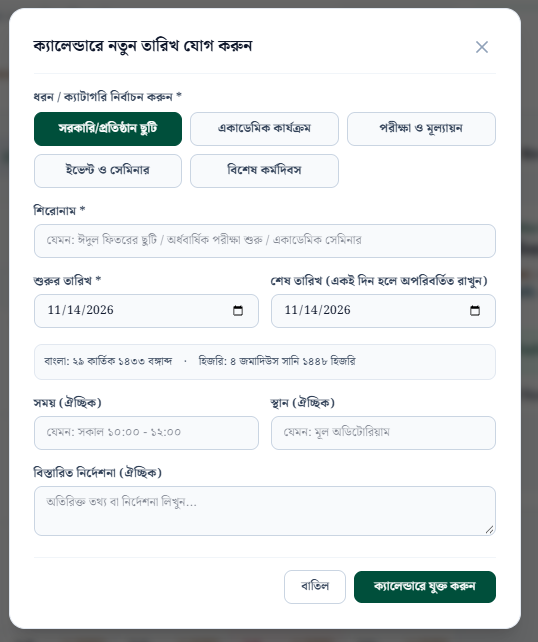 ক্যালেন্ডারে নতুন তারিখ যোগ করুন
ধরন / ক্যাটাগরি নির্বাচন করুন *
সরকারি/প্রতিষ্ঠান ছুটি
একাডেমিক কার্যক্রম
পরীক্ষা ও মূল্যায়ন
ইভেন্ট ও সেমিনার
বিশেষ কর্মদিবস
শিরোনাম *
যেমন: ঈদুল ফিতরের ছুটি / অর্ধবার্ষিক পরীক্ষা শুরু / একাডেমিক সেমিনার
শুরুর তারিখ *
শেষ তারিখ (একই দিন হলে অপরিবর্তিত রাখুন)
11/14/2026
11/14/2026
বাংলা: ২৯ কার্তিক ১৪৩৩ বঙ্গাব্দ · হিজরি: ৪ জমাদিউস সানি ১৪৪৮ হিজরি
সময় (ঐচ্ছিক)
স্থান (ঐচ্ছিক)
যেমন: সকাল ১০:০০ - ১২:০০
যেমন: মূল অডিটোরিয়াম
বিস্তারিত নির্দেশনা (ঐচ্ছিক)
অতিরিক্ত তথ্য বা নির্দেশনা লিখুন...
বাতিল
ক্যালেন্ডারে যুক্ত করুন